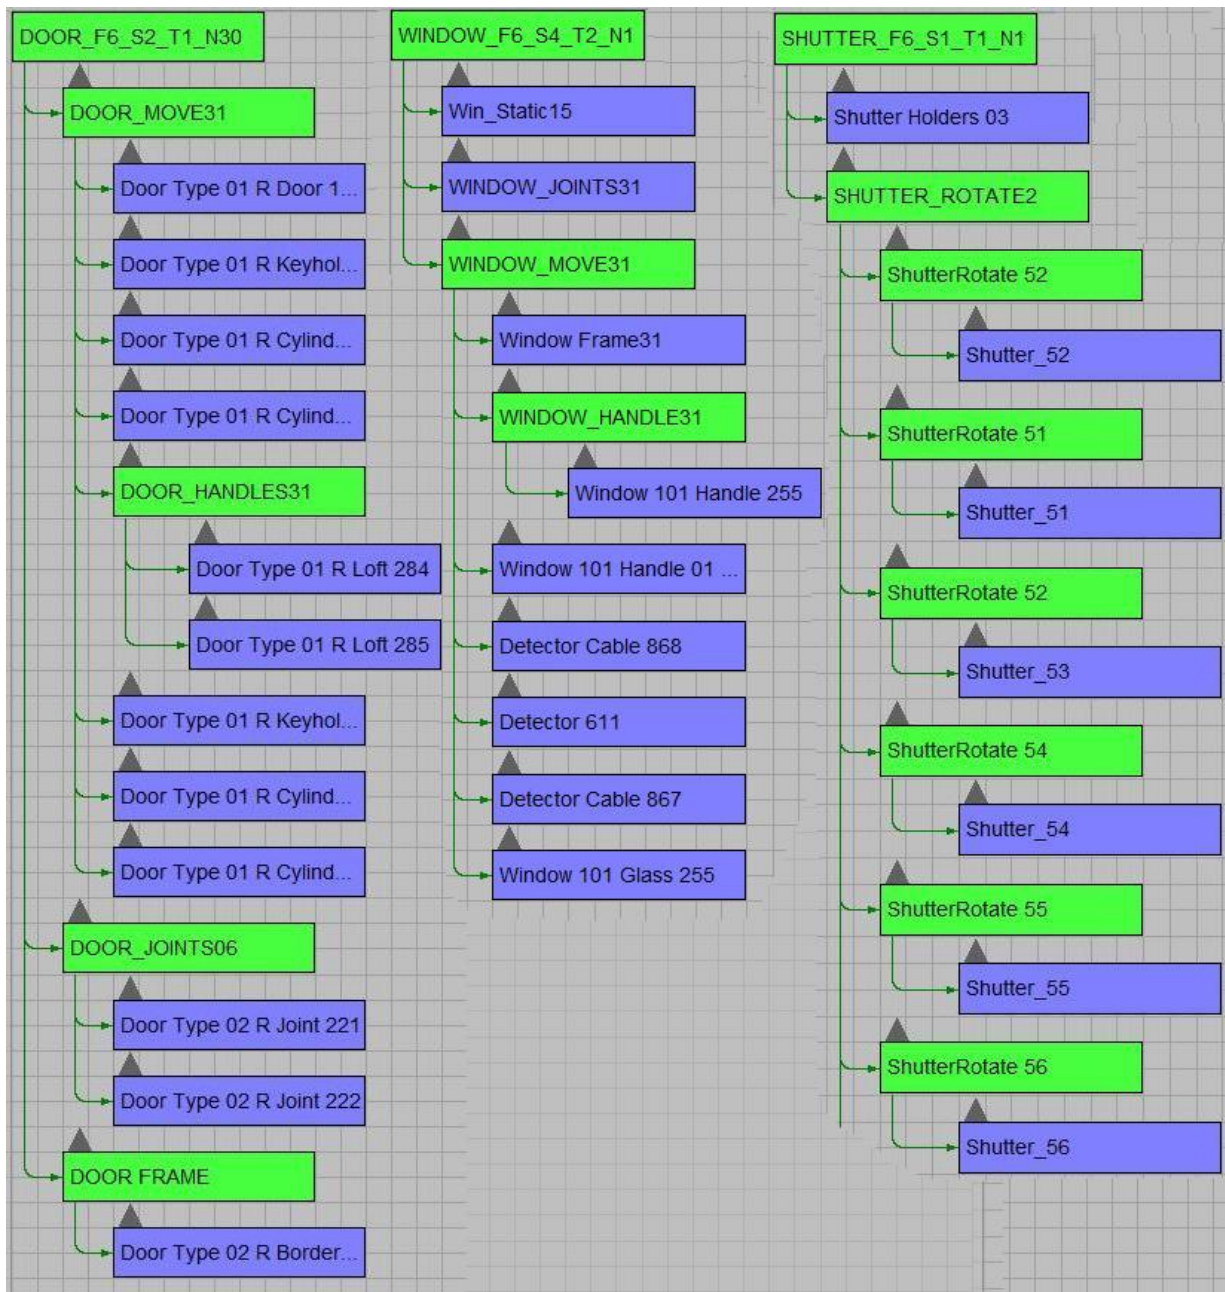 DOOR_F6_S2_T1_N30
DOOR_MOVE31
Door Type 01 R Door 1...
Door Type 01 R Keyhol...
Door Type 01 R Cylind...
Door Type 01 R Cylind...
DOOR_HANDLES31
Door Type 01 R Loft 284
Door Type 01 R Loft 285
Door Type 01 R Keyhol...
Door Type 01 R Cylind...
Door Type 01 R Cylind...
DOOR_JOINTS06
Door Type 02 R Joint 221
Door Type 02 R Joint 222
DOOR FRAME
Door Type 02 R Border...
WINDOW_F6_S4_T2_N1
Win_Static15
WINDOW_JOINTS31
WINDOW_MOVE31
Window Frame31
WINDOW_HANDLE31
Window 101 Handle 255
Window 101 Handle 01 ...
Detector Cable 868
Detector 611
Detector Cable 867
Window 101 Glass 255
SHUTTER_F6_S1_T1_N1
Shutter Holders 03
SHUTTER_ROTATE2
ShutterRotate 52
Shutter_52
ShutterRotate 51
Shutter_51
ShutterRotate 52
Shutter_53
ShutterRotate 54
Shutter_54
ShutterRotate 55
Shutter_55
ShutterRotate 56
Shutter_56